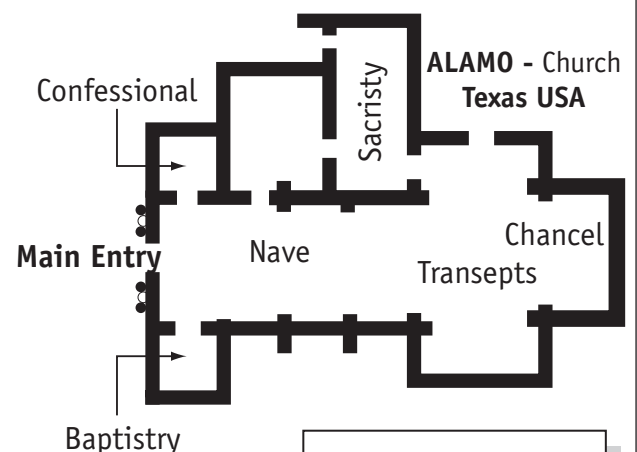 ALAMO - Church
Texas USA
Confessional
Sacristy
Main Entry
Nave
Chancel
Transepts
Baptistry